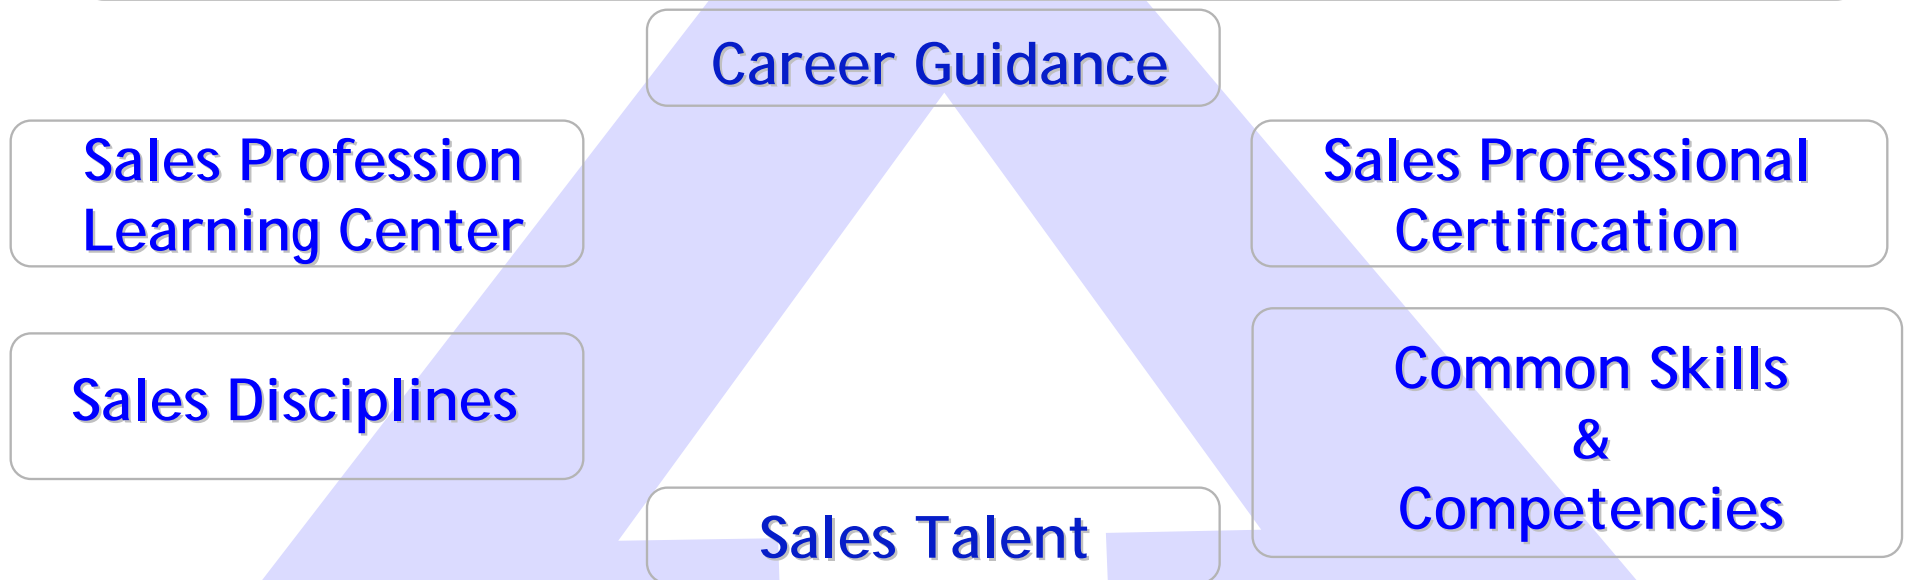 Career Guidance
Sales Profession
Learning Center
Sales Professional
Certification
Sales Disciplines
Common Skills
&
Competencies
Sales Talent